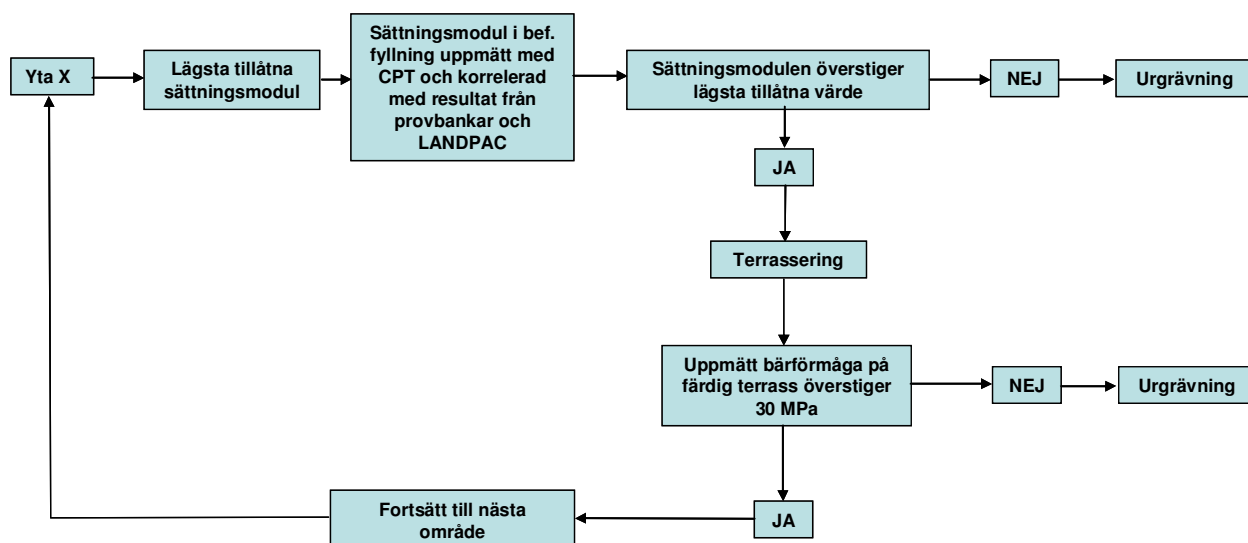 Yta X
Lägsta tillåtna
sättningsmodul
Sättningsmodul i bef.
fyllning uppmätt med
CPT och korrelerad
med resultat från
provbankar och
LANDPAC
Sättningsmodulen överstiger
lägsta tillåtna värde
NEJ
Urgrävning
JA
Terrassering
Uppmätt bärförmåga på
färdig terrass överstiger
30 MPa
NEJ
Urgrävning
JA
Fortsätt till nästa
område